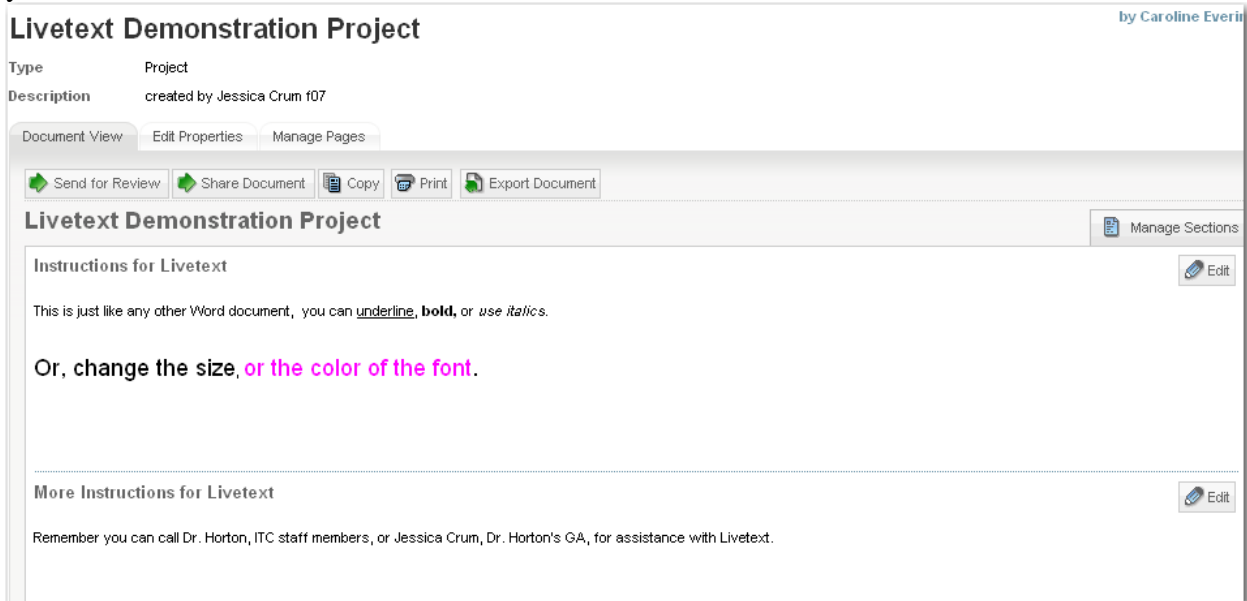 Livetext Demonstration Project
by Caroline Everin
Type Project
Description created by Jessica Crum f07
Document View Edit Properties Manage Pages
Send for Review Share Document Copy Print Export Document
Livetext Demonstration Project
Manage Sections
Instructions for Livetext
Edit
This is just like any other Word document, you can underline, bold, or use italics.
Or, change the size, or the color of the font.
More Instructions for Livetext
Edit
Remember you can call Dr. Horton, ITC staff members, or Jessica Crum, Dr. Horton's GA, for assistance with Livetext.